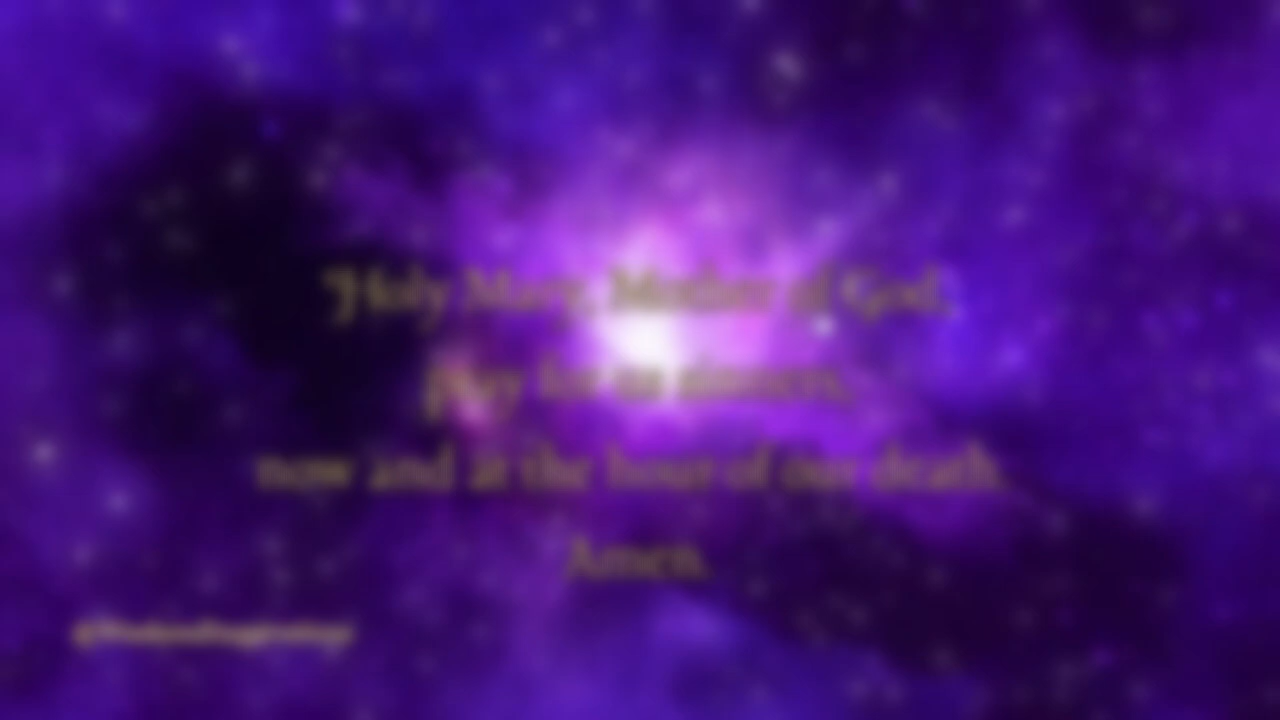 "Holy Mary, Mother of God,
pray for us sinners,
now and at the hour of our death.
Amen.